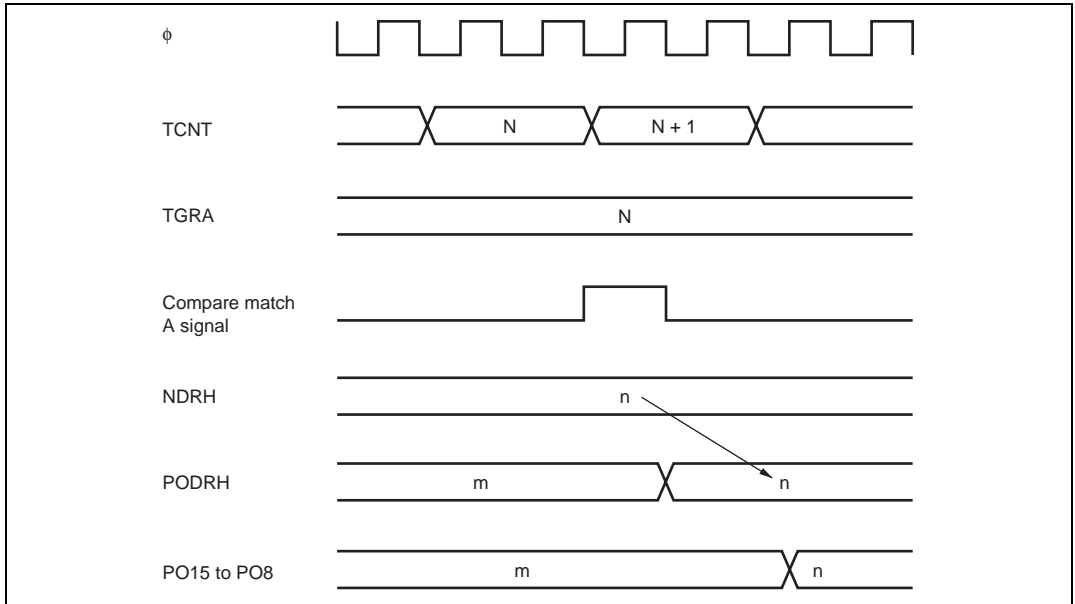 ϕ
TCNT N N + 1
TGRA N
Compare match
A signal
NDRH n
PODRH m n
PO15 to PO8 m n